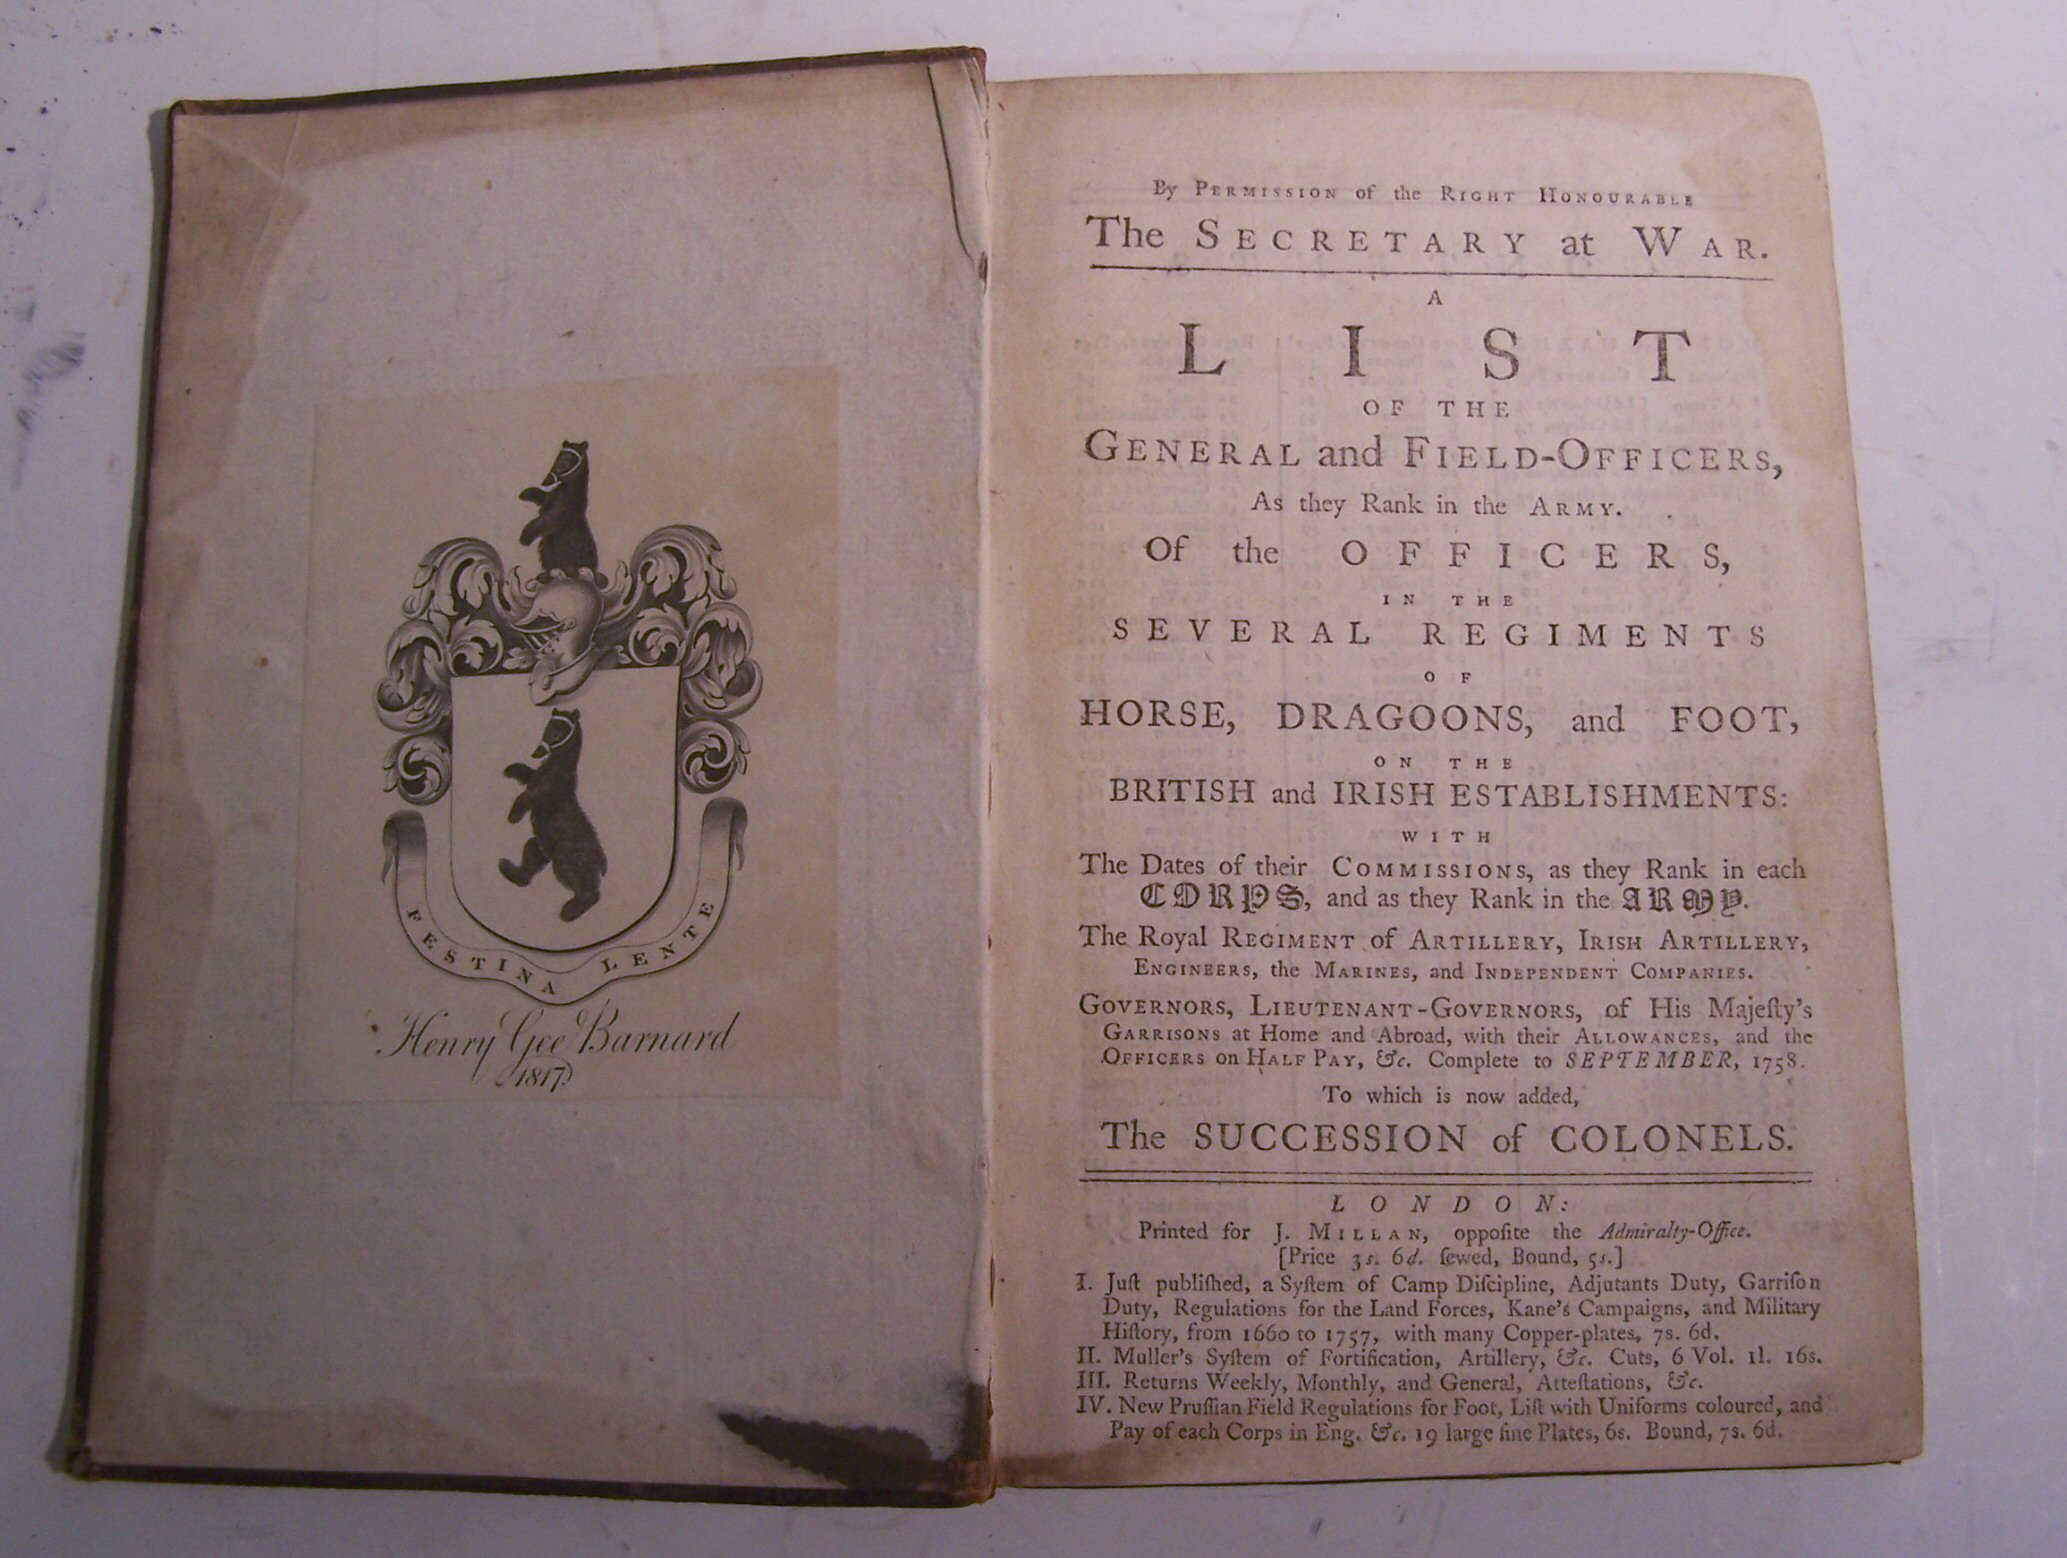 FESTINA LENTE
Henry Gee Barnard
1817
By PERMISSION of the RIGHT HONOURABLE
The SECRETARY at WAR.
A
LIST
OF THE
GENERAL and FIELD-OFFICERS,
As they Rank in the ARMY.
Of the OFFICERS,
IN THE
SEVERAL REGIMENTS
OF
HORSE, DRAGOONS, and FOOT,
ON THE
BRITISH and IRISH ESTABLISHMENTS:
WITH
The Dates of their COMMISSIONS, as they Rank in each
CORPS, and as they Rank in the ARMY.
The Royal REGIMENT of ARTILLERY, IRISH ARTILLERY,
ENGINEERS, the MARINES, and INDEPENDENT COMPANIES.
GOVERNORS, LIEUTENANT-GOVERNORS, of His Majeſty's
GARRISONS at Home and Abroad, with their ALLOWANCES, and the
OFFICERS on HALF PAY, &c. Complete to SEPTEMBER, 1758.
To which is now added,
The SUCCESSION of COLONELS.
LONDON:
Printed for J. MILLAN, oppoſite the Admiralty-Office.
[Price 3s. 6d. ſewed, Bound, 5s.]
I. Juſt publiſhed, a Syſtem of Camp Diſcipline, Adjutants Duty, Garriſon
Duty, Regulations for the Land Forces, Kane's Campaigns, and Military
Hiſtory, from 1660 to 1757, with many Copper-plates, 7s. 6d.
II. Muller's Syſtem of Fortification, Artillery, &c. Cuts, 6 Vol. 1l. 16s.
III. Returns Weekly, Monthly, and General, Atteſtations, &c.
IV. New Pruſſian Field Regulations for Foot, Liſt with Uniforms coloured, and
Pay of each Corps in Eng. &c. 19 large fine Plates, 6s. Bound, 7s. 6d.